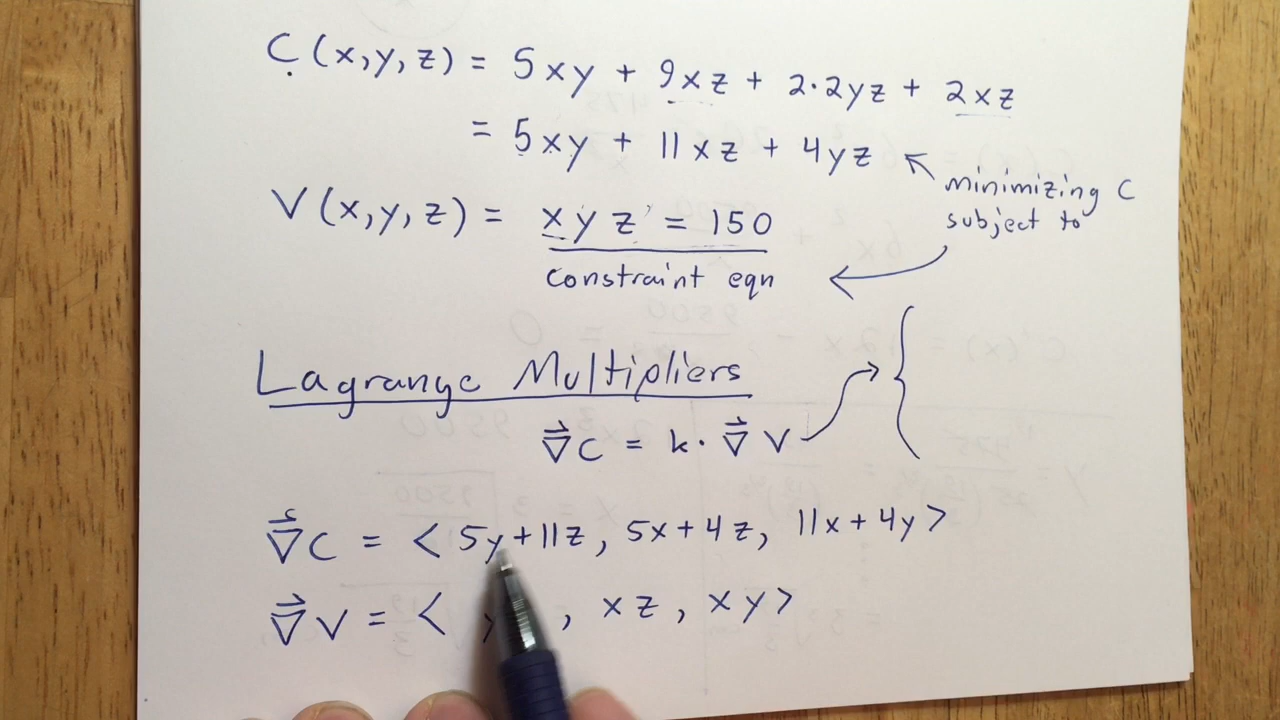 C(x,y,z) = 5xy + 9xz + 2·2yz + 2xz
= 5xy + 11xz + 4yz
minimizing C
subject to
V(x,y,z) = xyz = 150
constraint eqn
Lagrange Multipliers
∇⃗C = k·∇⃗V
{
∇⃗C = <5y+11z, 5x+4z, 11x+4y>
∇⃗V = < , xz, xy>